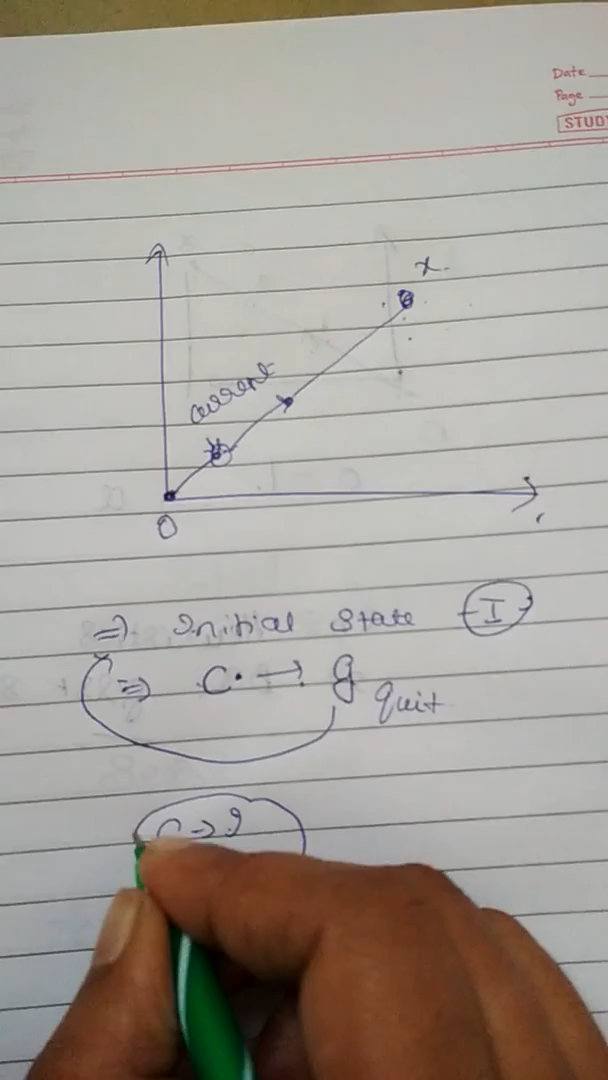 Date
Page
STUD
x.
current
O
⇒ Initial State - I -
⇒ C. → g quit
C → g